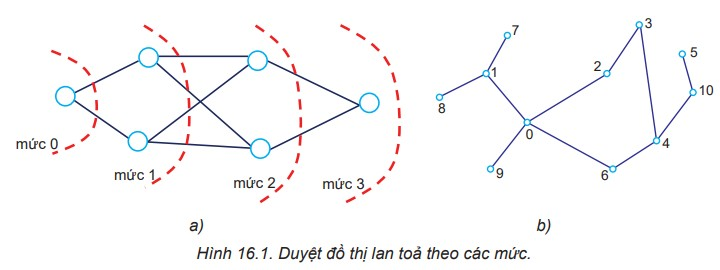 7
3
5
1
2
10
8
0
4
mức 0
9
6
mức 1
mức 2
mức 3
a)
b)
Hình 16.1. Duyệt đồ thị lan toả theo các mức.